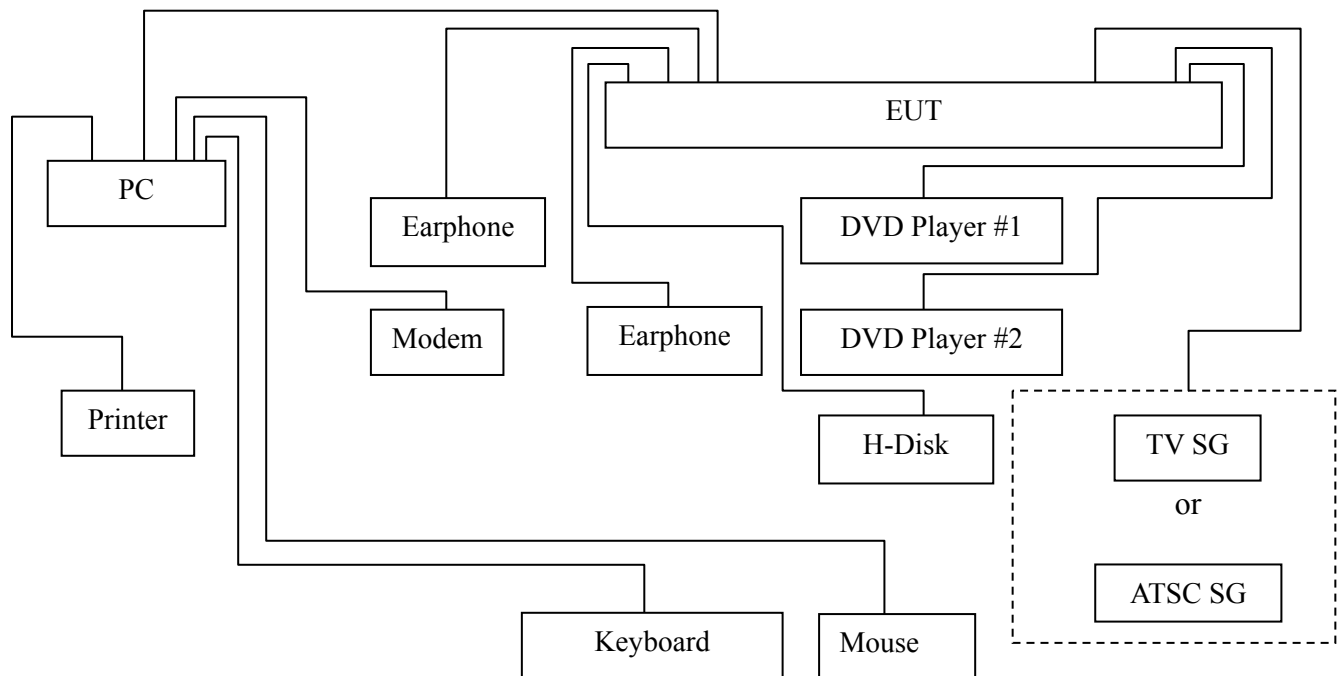 EUT
PC
Earphone
DVD Player #1
Modem
Earphone
DVD Player #2
Printer
H-Disk
TV SG
or
ATSC SG
Keyboard
Mouse